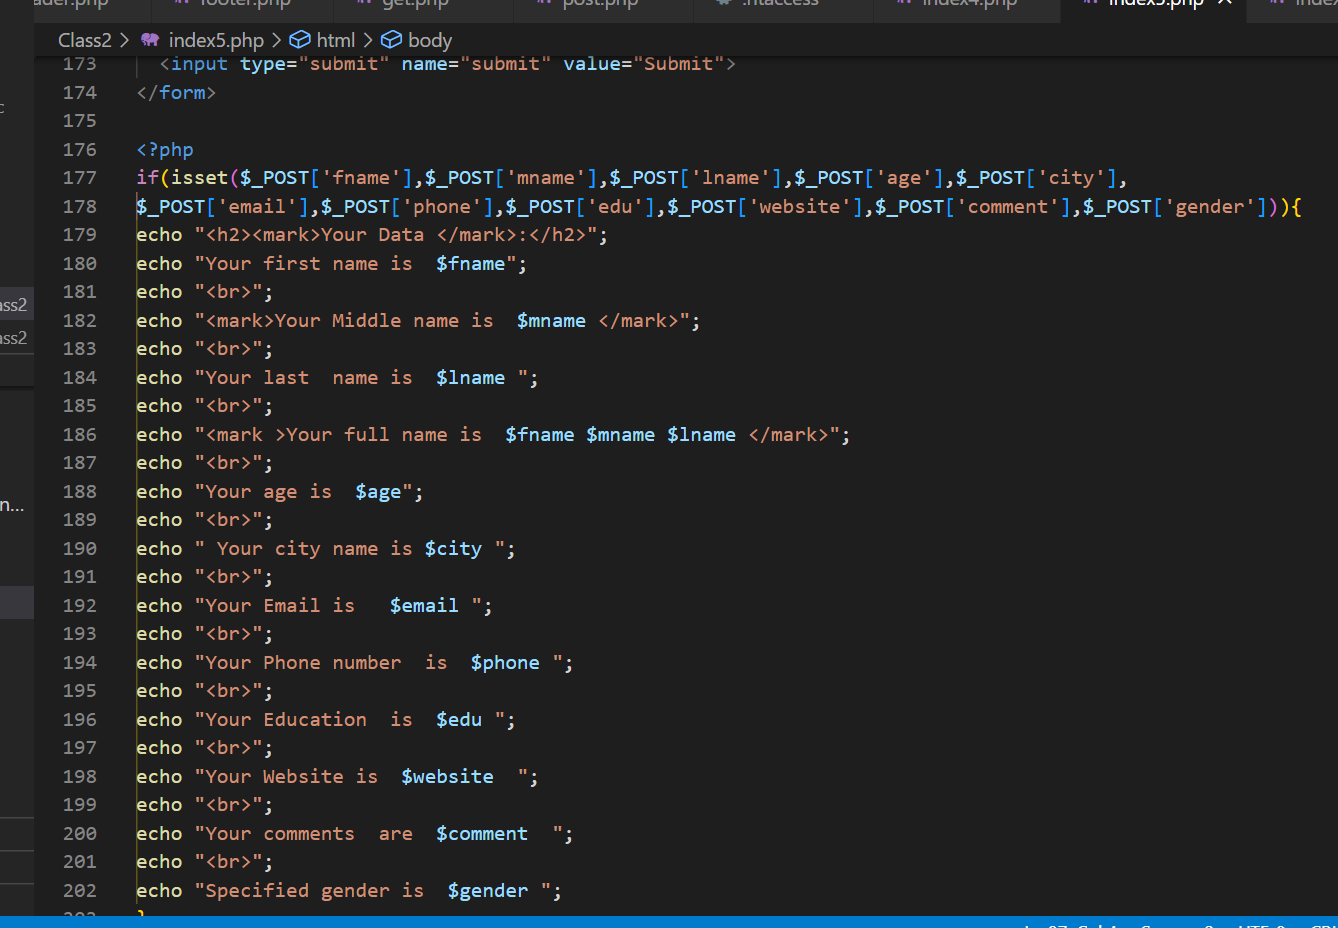 footer.php get.php post.php .htaccess index4.php index5.php
Class2 > index5.php > html > body
173 <input type="submit" name="submit" value="Submit">
174 </form>
175
176 <?php
177 if(isset($_POST['fname'],$_POST['mname'],$_POST['lname'],$_POST['age'],$_POST['city'],
178 $_POST['email'],$_POST['phone'],$_POST['edu'],$_POST['website'],$_POST['comment'],$_POST['gender'])){
179 echo "<h2><mark>Your Data </mark>:</h2>";
180 echo "Your first name is  $fname";
181 echo "<br>";
182 echo "<mark>Your Middle name is  $mname </mark>";
183 echo "<br>";
184 echo "Your last  name is  $lname ";
185 echo "<br>";
186 echo "<mark >Your full name is  $fname $mname $lname </mark>";
187 echo "<br>";
188 echo "Your age is  $age";
189 echo "<br>";
190 echo " Your city name is $city ";
191 echo "<br>";
192 echo "Your Email is   $email ";
193 echo "<br>";
194 echo "Your Phone number  is  $phone ";
195 echo "<br>";
196 echo "Your Education  is  $edu ";
197 echo "<br>";
198 echo "Your Website is  $website  ";
199 echo "<br>";
200 echo "Your comments  are  $comment  ";
201 echo "<br>";
202 echo "Specified gender is  $gender ";
203 }